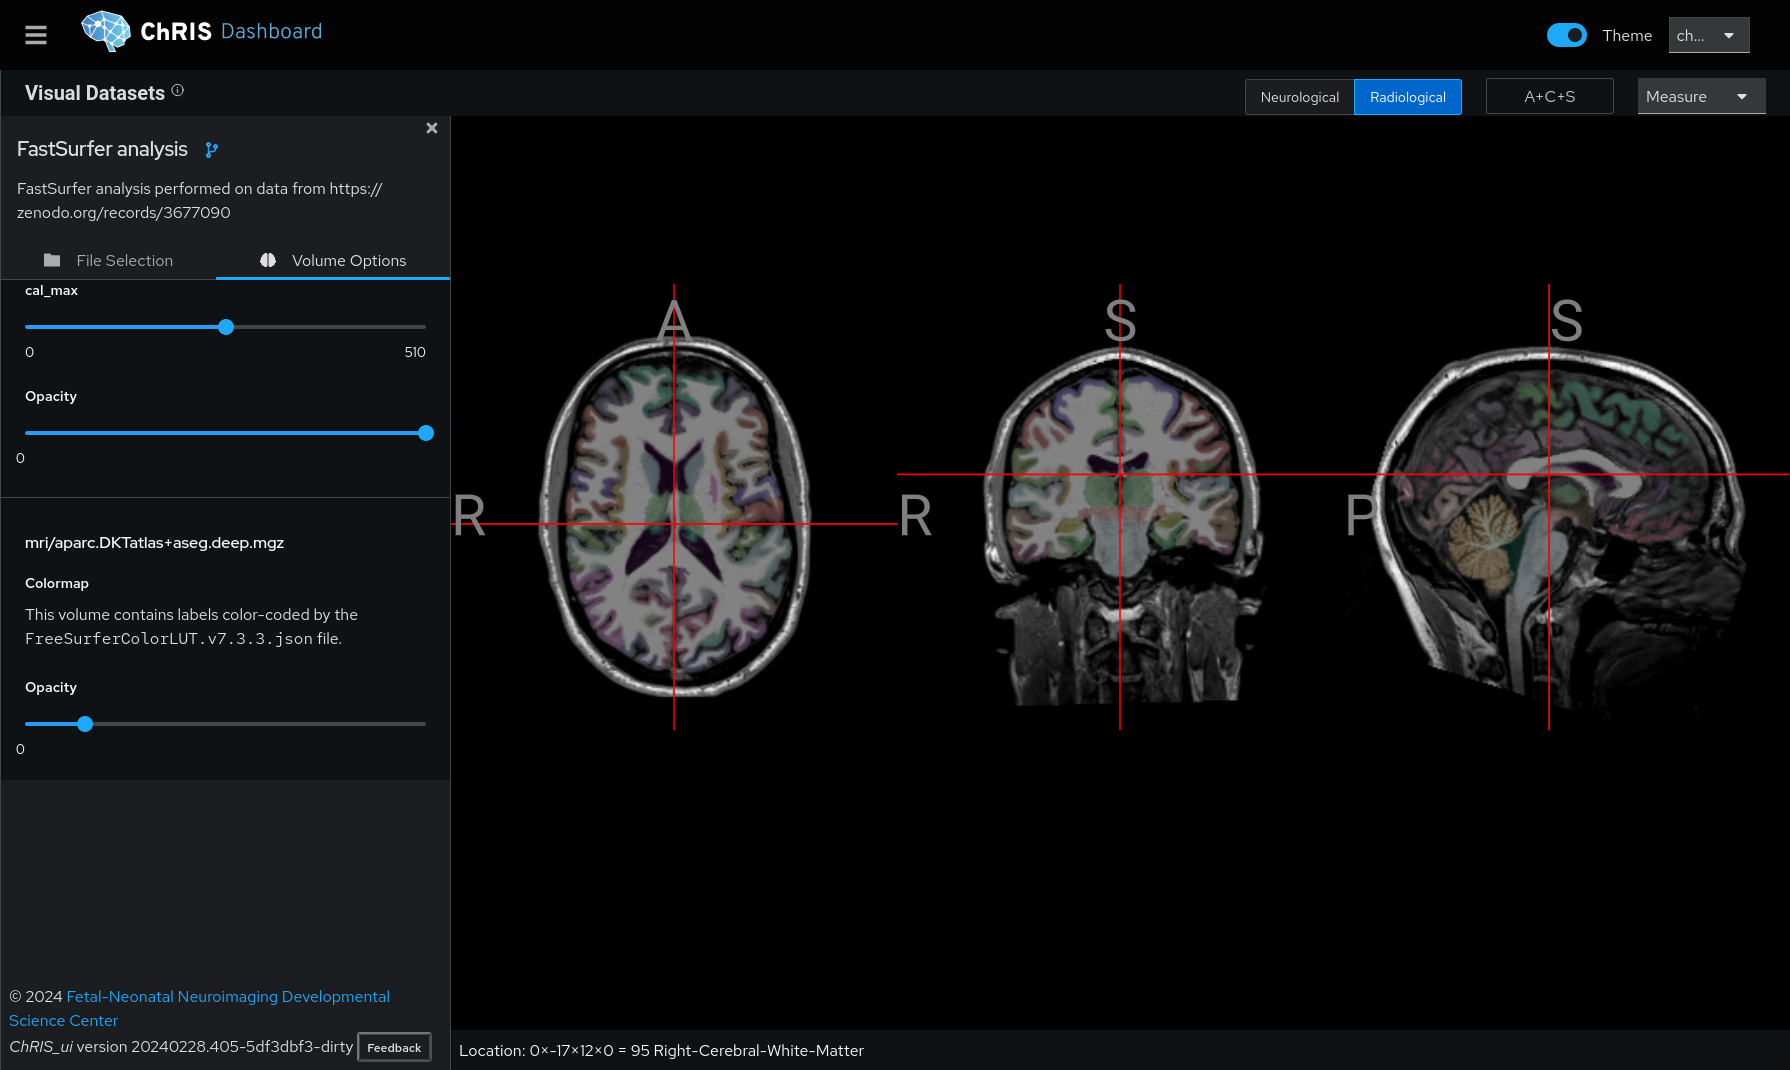 ChRIS Dashboard
Theme
ch...
Visual Datasets
Neurological
Radiological
A+C+S
Measure
FastSurfer analysis
FastSurfer analysis performed on data from https://
zenodo.org/records/3677090
File Selection
Volume Options
cal_max
0
510
Opacity
0
mri/aparc.DKTatlas+aseg.deep.mgz
Colormap
This volume contains labels color-coded by the
FreeSurferColorLUT.v7.3.3.json file.
Opacity
0
A
R
S
R
S
P
© 2024 Fetal-Neonatal Neuroimaging Developmental
Science Center
ChRIS_ui version 20240228.405-5df3dbf3-dirty
Feedback
Location: 0×-17×12×0 = 95 Right-Cerebral-White-Matter